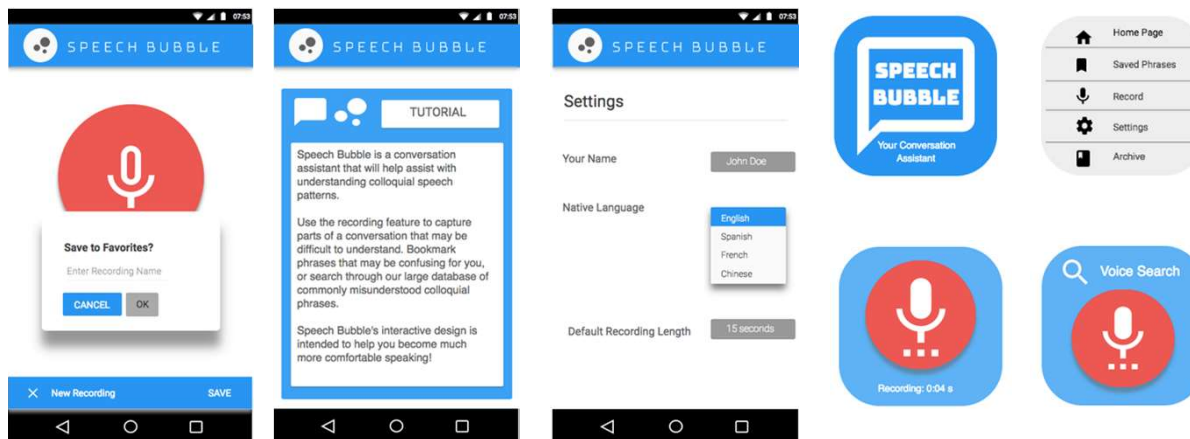 07:53
SPEECH BUBBLE
Save to Favorites?
Enter Recording Name
CANCEL
OK
New Recording
SAVE
07:53
SPEECH BUBBLE
TUTORIAL
Speech Bubble is a conversation
assistant that will help assist with
understanding colloquial speech
patterns.
Use the recording feature to capture
parts of a conversation that may be
difficult to understand. Bookmark
phrases that may be confusing for you,
or search through our large database of
commonly misunderstood colloquial
phrases.
Speech Bubble's interactive design is
intended to help you become much
more comfortable speaking!
07:53
SPEECH BUBBLE
Settings
Your Name
John Doe
Native Language
English
Spanish
French
Chinese
Default Recording Length
15 seconds
SPEECH
BUBBLE
Your Conversation
Assistant
Home Page
Saved Phrases
Record
Settings
Archive
Recording: 0:04 s
Voice Search